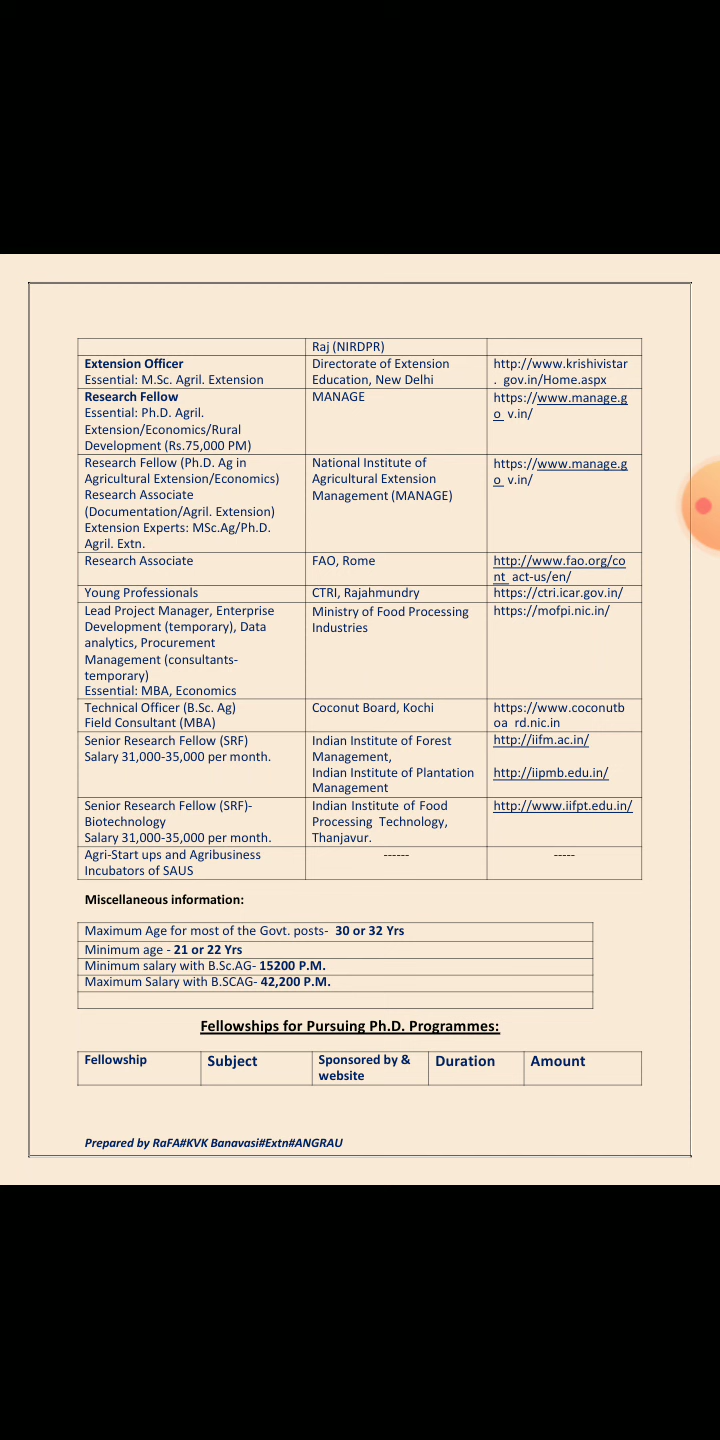 Raj (NIRDPR)
Extension Officer
Essential: M.Sc. Agril. Extension
Directorate of Extension
Education, New Delhi
http://www.krishivistar
. gov.in/Home.aspx
Research Fellow
Essential: Ph.D. Agril.
Extension/Economics/Rural
Development (Rs.75,000 PM)
MANAGE
https://www.manage.g
o v.in/
Research Fellow (Ph.D. Ag in
Agricultural Extension/Economics)
Research Associate
(Documentation/Agril. Extension)
Extension Experts: MSc.Ag/Ph.D.
Agril. Extn.
National Institute of
Agricultural Extension
Management (MANAGE)
https://www.manage.g
o v.in/
Research Associate
FAO, Rome
http://www.fao.org/co
nt act-us/en/
Young Professionals
CTRI, Rajahmundry
https://ctri.icar.gov.in/
Lead Project Manager, Enterprise
Development (temporary), Data
analytics, Procurement
Management (consultants-
temporary)
Essential: MBA, Economics
Ministry of Food Processing
Industries
https://mofpi.nic.in/
Technical Officer (B.Sc. Ag)
Field Consultant (MBA)
Coconut Board, Kochi
https://www.coconutb
oa rd.nic.in
Senior Research Fellow (SRF)
Salary 31,000-35,000 per month.
Indian Institute of Forest
Management,
Indian Institute of Plantation
Management
http://iifm.ac.in/
http://iipmb.edu.in/
Senior Research Fellow (SRF)-
Biotechnology
Salary 31,000-35,000 per month.
Indian Institute of Food
Processing Technology,
Thanjavur.
http://www.iifpt.edu.in/
Agri-Start ups and Agribusiness
Incubators of SAUS
------
-----
Miscellaneous information:
Maximum Age for most of the Govt. posts- 30 or 32 Yrs
Minimum age - 21 or 22 Yrs
Minimum salary with B.Sc.AG- 15200 P.M.
Maximum Salary with B.SCAG- 42,200 P.M.
Fellowships for Pursuing Ph.D. Programmes:
Fellowship
Subject
Sponsored by &
website
Duration
Amount
Prepared by RaFA#KVK Banavasi#Extn#ANGRAU